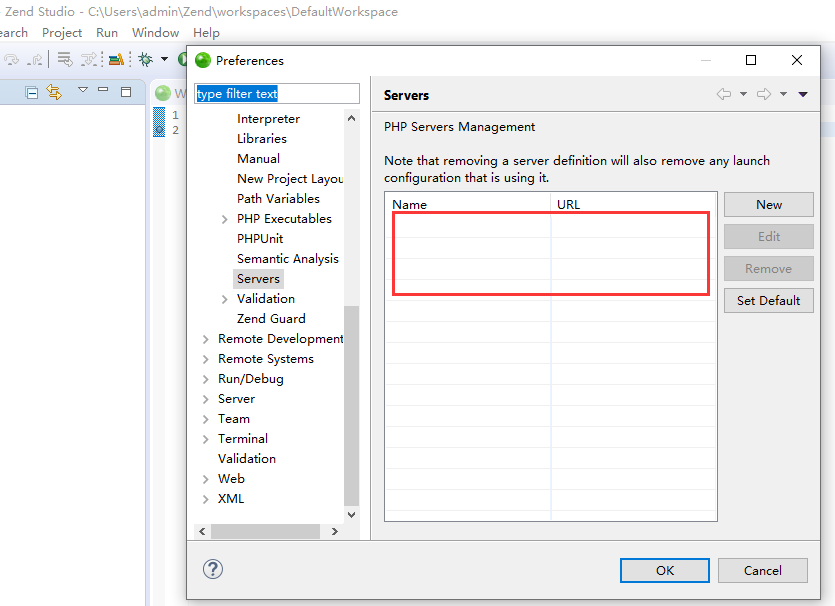 - Zend Studio - C:\Users\admin\Zend\workspaces\DefaultWorkspace
earch Project Run Window Help
Preferences
type filter text
Servers
W
1
2
Interpreter
Libraries
Manual
New Project Layou
Path Variables
PHP Executables
PHPUnit
Semantic Analysis
Servers
Validation
Zend Guard
Remote Development
Remote Systems
Run/Debug
Server
Team
Terminal
Validation
Web
XML
PHP Servers Management
Note that removing a server definition will also remove any launch
configuration that is using it.
Name URL
New
Edit
Remove
Set Default
?
OK Cancel